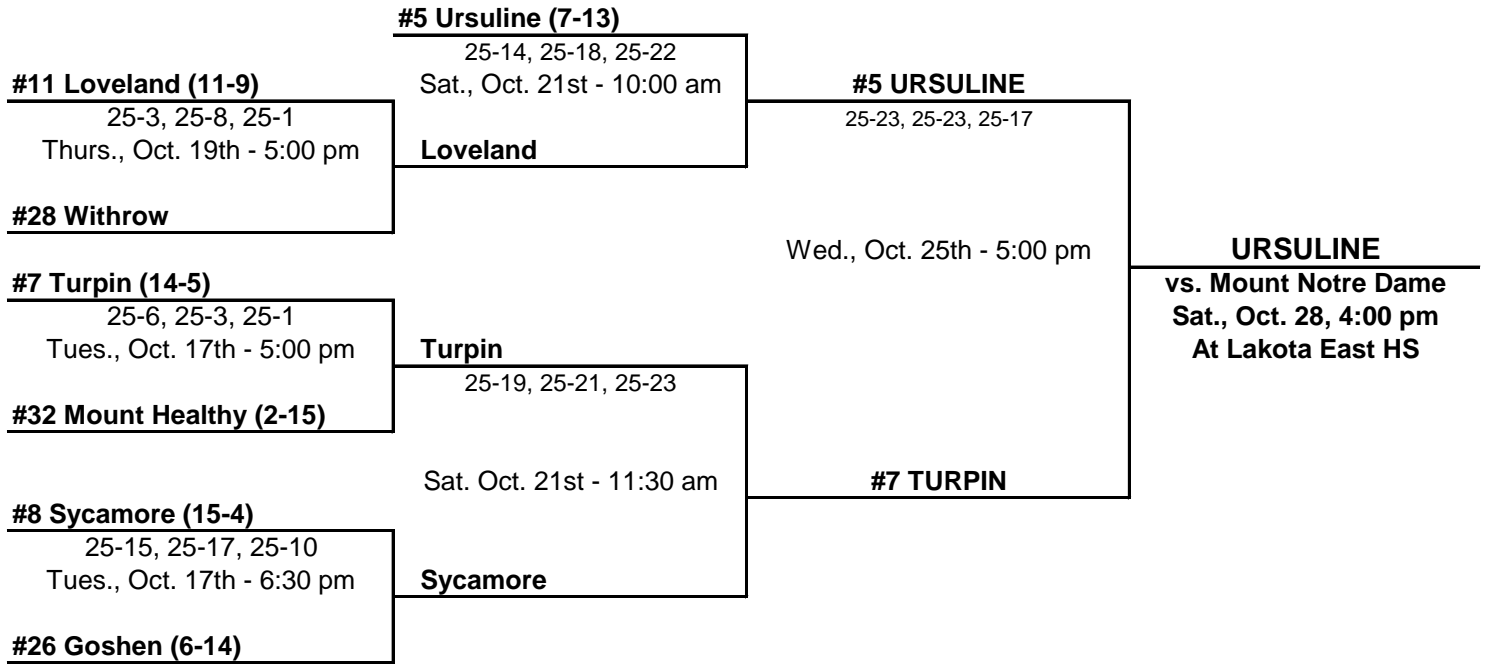 #5 Ursuline (7-13)
25-14, 25-18, 25-22
Sat., Oct. 21st - 10:00 am
#11 Loveland (11-9)
25-3, 25-8, 25-1
Thurs., Oct. 19th - 5:00 pm
#28 Withrow
Loveland
#5 URSULINE
25-23, 25-23, 25-17
Wed., Oct. 25th - 5:00 pm
#7 Turpin (14-5)
25-6, 25-3, 25-1
Tues., Oct. 17th - 5:00 pm
#32 Mount Healthy (2-15)
Turpin
25-19, 25-21, 25-23
Sat. Oct. 21st - 11:30 am
#7 TURPIN
#8 Sycamore (15-4)
25-15, 25-17, 25-10
Tues., Oct. 17th - 6:30 pm
#26 Goshen (6-14)
Sycamore
URSULINE
vs. Mount Notre Dame
Sat., Oct. 28, 4:00 pm
At Lakota East HS